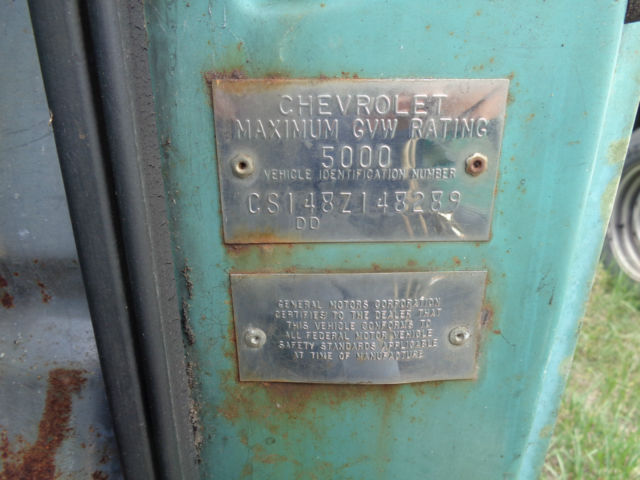 CHEVROLET
MAXIMUM GVW RATING
5000
VEHICLE IDENTIFICATION NUMBER
CS148Z148289
DD
GENERAL MOTORS CORPORATION
CERTIFIES TO THE DEALER THAT
THIS VEHICLE CONFORMS TO
ALL FEDERAL MOTOR VEHICLE
SAFETY STANDARDS APPLICABLE
AT TIME OF MANUFACTURE